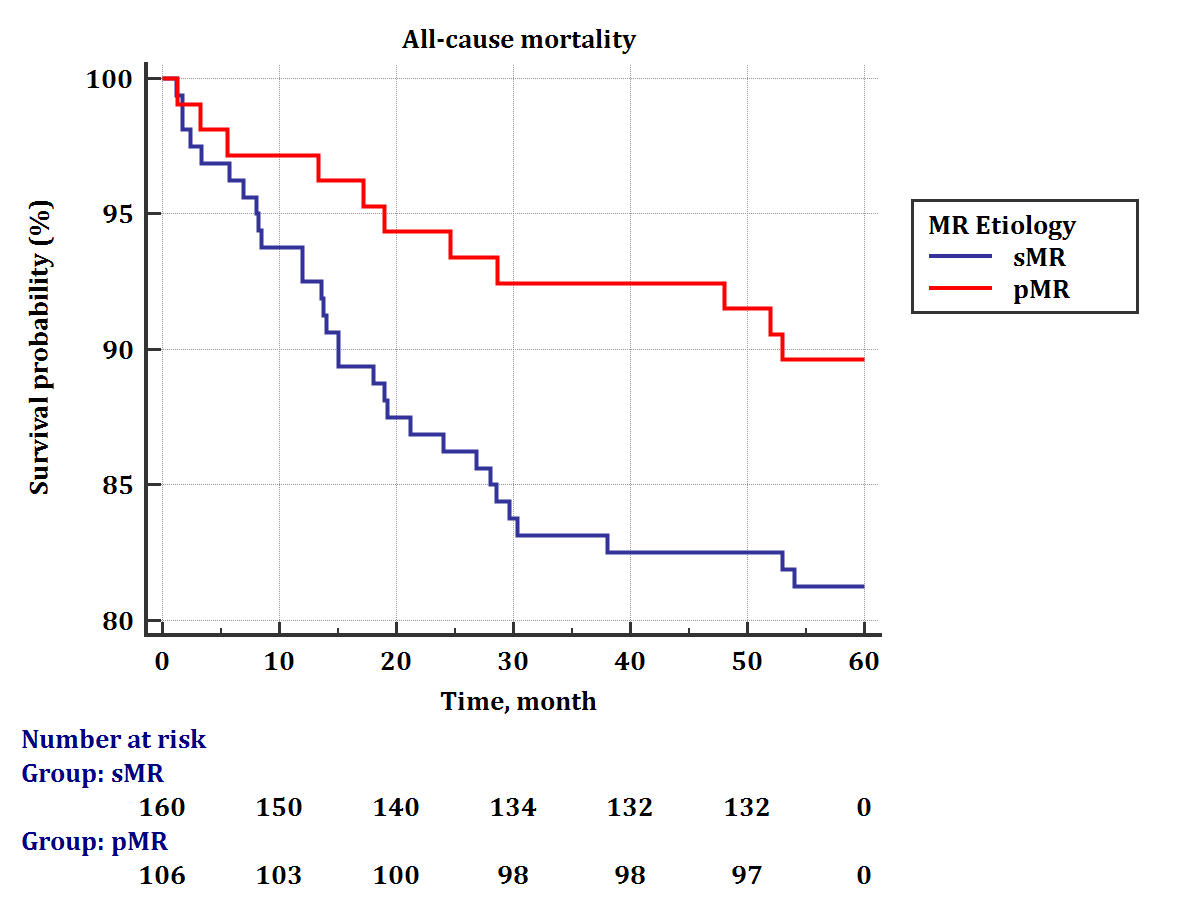 All-cause mortality
100
95
90
85
80
Survival probability (%)
0 10 20 30 40 50 60
Time, month
MR Etiology
sMR
pMR
Number at risk
Group: sMR
160 150 140 134 132 132 0
Group: pMR
106 103 100 98 98 97 0